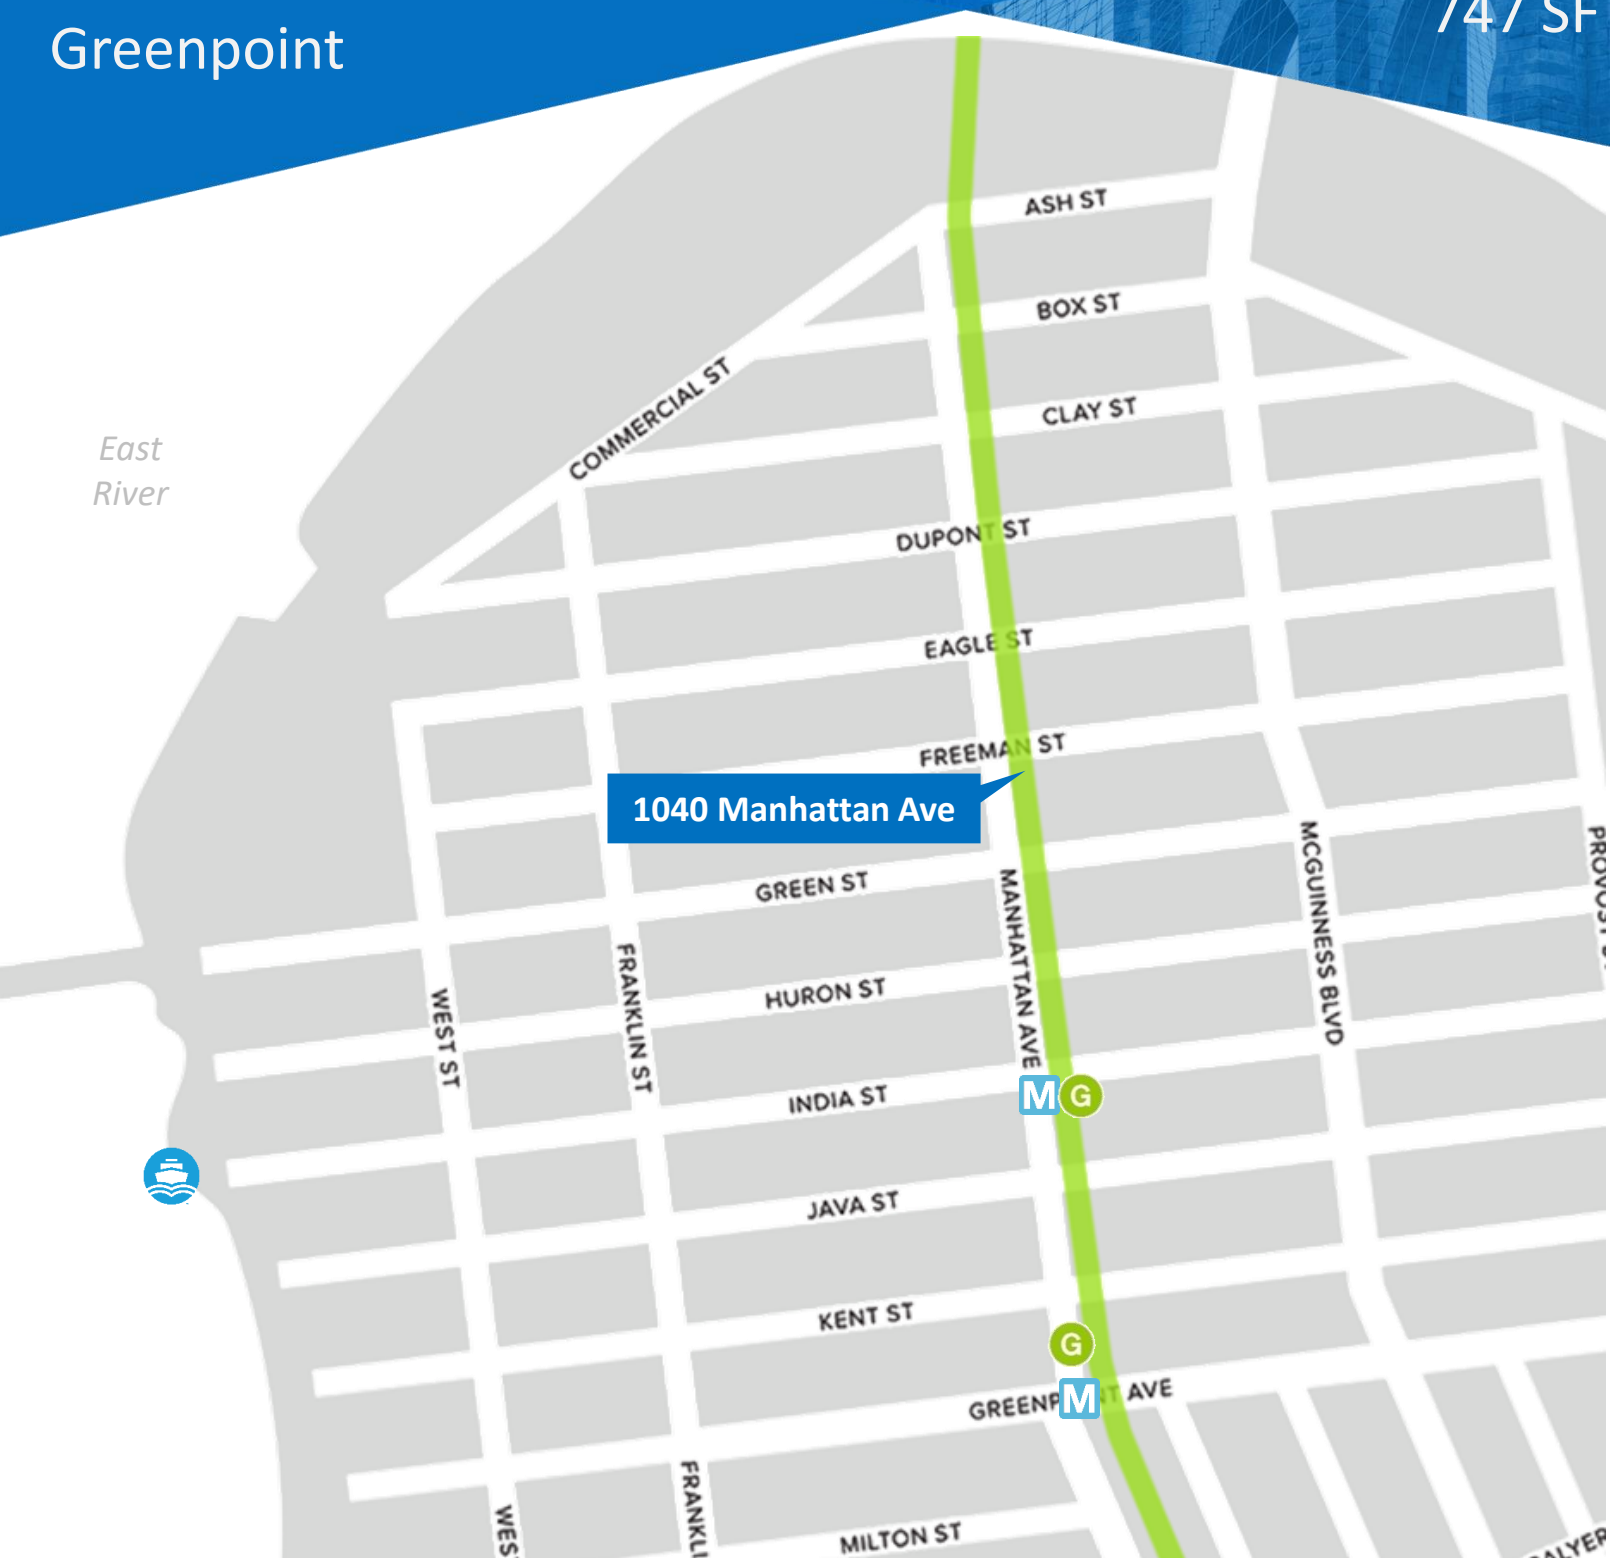 Greenpoint
747 SF
ASH ST
BOX ST
COMMERCIAL ST
CLAY ST
East
River
DUPONT ST
EAGLE ST
FREEMAN ST
1040 Manhattan Ave
GREEN ST
MANHATTAN AVE
MCGUINNESS BLVD
HURON ST
WEST ST
FRANKLIN ST
INDIA ST
M G
JAVA ST
KENT ST
G
M
AVE
MILTON ST